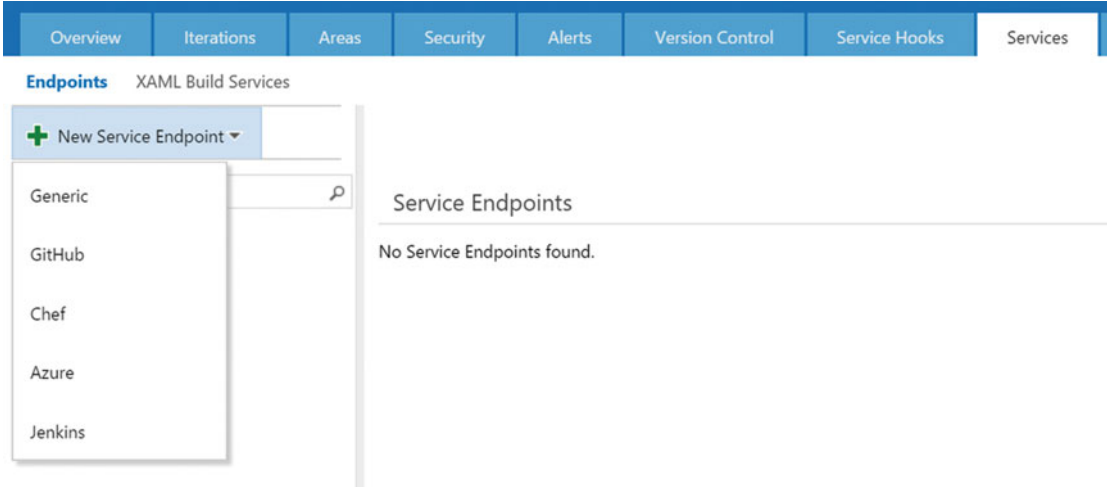 Overview Iterations Areas Security Alerts Version Control Service Hooks Services
Endpoints XAML Build Services
New Service Endpoint
Generic
GitHub
Chef
Azure
Jenkins
Service Endpoints
No Service Endpoints found.